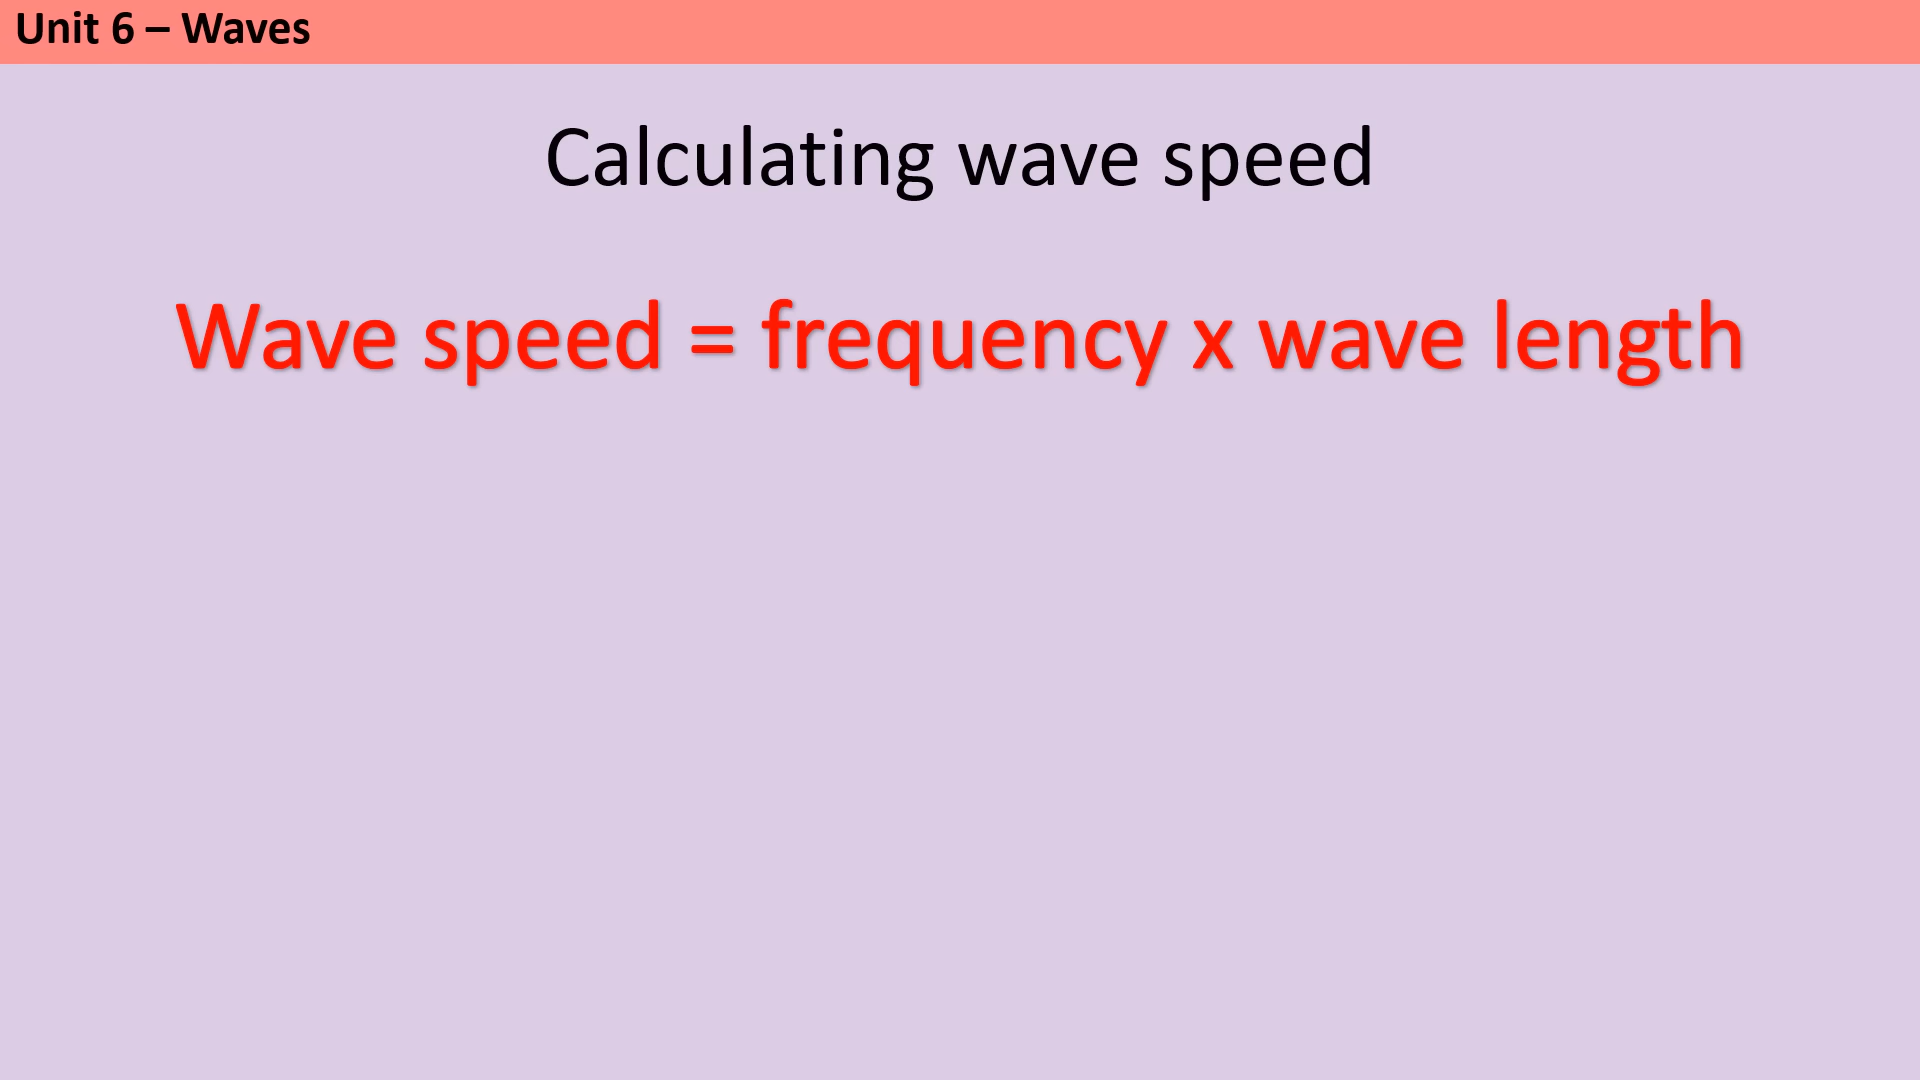 Unit 6 – Waves
Calculating wave speed
Wave speed = frequency x wave length